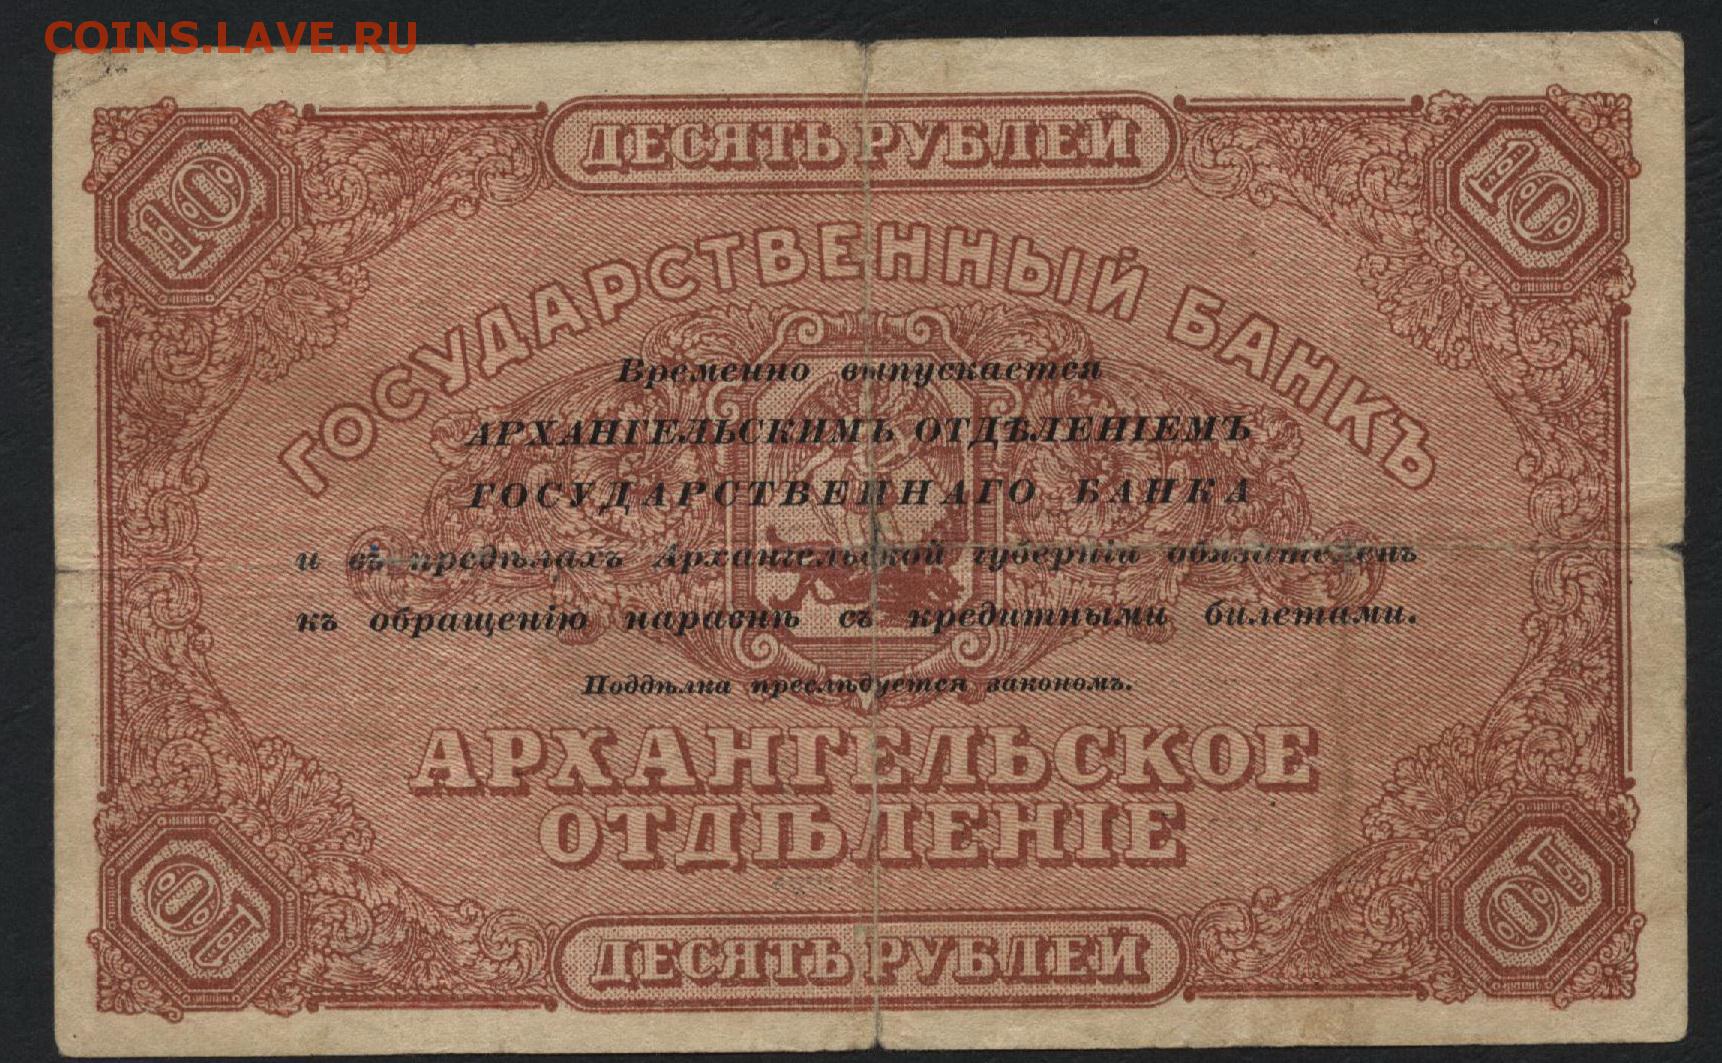 COINS.LAVE.RU
ДЕСЯТЬ РУБЛЕЙ
10 10
ГОСУДАРСТВЕННЫЙ БАНКЪ
Временно выпускается
АРХАНГЕЛЬСКИМЪ ОТДѢЛЕНІЕМЪ
ГОСУДАРСТВЕННАГО БАНКА
и въ предѣлахъ Архангельской губерніи обязателенъ
къ обращенію наравнѣ съ кредитными билетами.
Поддѣлка преслѣдуется закономъ.
АРХАНГЕЛЬСКОЕ
ОТДѢЛЕНІЕ
10 10
ДЕСЯТЬ РУБЛЕЙ